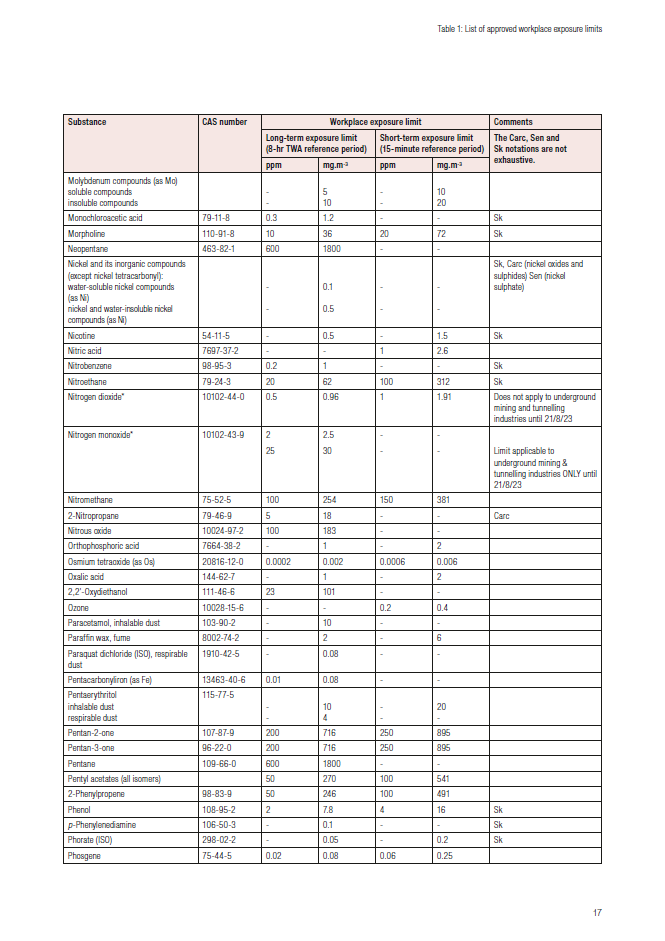 Table 1: List of approved workplace exposure limits
Substance CAS number Workplace exposure limit Comments
Long-term exposure limit (8-hr TWA reference period) Short-term exposure limit (15-minute reference period) The Carc, Sen and Sk notations are not exhaustive.
ppm mg.m-3 ppm mg.m-3
Molybdenum compounds (as Mo)
soluble compounds - 5 - 10
insoluble compounds - 10 - 20
Monochloroacetic acid 79-11-8 0.3 1.2 - - Sk
Morpholine 110-91-8 10 36 20 72 Sk
Neopentane 463-82-1 600 1800 - -
Nickel and its inorganic compounds Sk, Carc (nickel oxides and
(except nickel tetracarbonyl): sulphides) Sen (nickel
water-soluble nickel compounds - 0.1 - - sulphate)
(as Ni)
nickel and water-insoluble nickel - 0.5 - -
compounds (as Ni)
Nicotine 54-11-5 - 0.5 - 1.5 Sk
Nitric acid 7697-37-2 - - 1 2.6
Nitrobenzene 98-95-3 0.2 1 - - Sk
Nitroethane 79-24-3 20 62 100 312 Sk
Nitrogen dioxide* 10102-44-0 0.5 0.96 1 1.91 Does not apply to underground
mining and tunnelling
industries until 21/8/23
Nitrogen monoxide* 10102-43-9 2 2.5 - -
25 30 - - Limit applicable to
underground mining &
tunnelling industries ONLY until
21/8/23
Nitromethane 75-52-5 100 254 150 381
2-Nitropropane 79-46-9 5 18 - - Carc
Nitrous oxide 10024-97-2 100 183 - -
Orthophosphoric acid 7664-38-2 - 1 - 2
Osmium tetraoxide (as Os) 20816-12-0 0.0002 0.002 0.0006 0.006
Oxalic acid 144-62-7 - 1 - 2
2,2'-Oxydiethanol 111-46-6 23 101 - -
Ozone 10028-15-6 - - 0.2 0.4
Paracetamol, inhalable dust 103-90-2 - 10 - -
Paraffin wax, fume 8002-74-2 - 2 - 6
Paraquat dichloride (ISO), respirable 1910-42-5 - 0.08 - -
dust
Pentacarbonyliron (as Fe) 13463-40-6 0.01 0.08 - -
Pentaerythritol 115-77-5
inhalable dust - 10 - 20
respirable dust - 4 - -
Pentan-2-one 107-87-9 200 716 250 895
Pentan-3-one 96-22-0 200 716 250 895
Pentane 109-66-0 600 1800 - -
Pentyl acetates (all isomers) 50 270 100 541
2-Phenylpropene 98-83-9 50 246 100 491
Phenol 108-95-2 2 7.8 4 16 Sk
p-Phenylenediamine 106-50-3 - 0.1 - - Sk
Phorate (ISO) 298-02-2 - 0.05 - 0.2 Sk
Phosgene 75-44-5 0.02 0.08 0.06 0.25
17